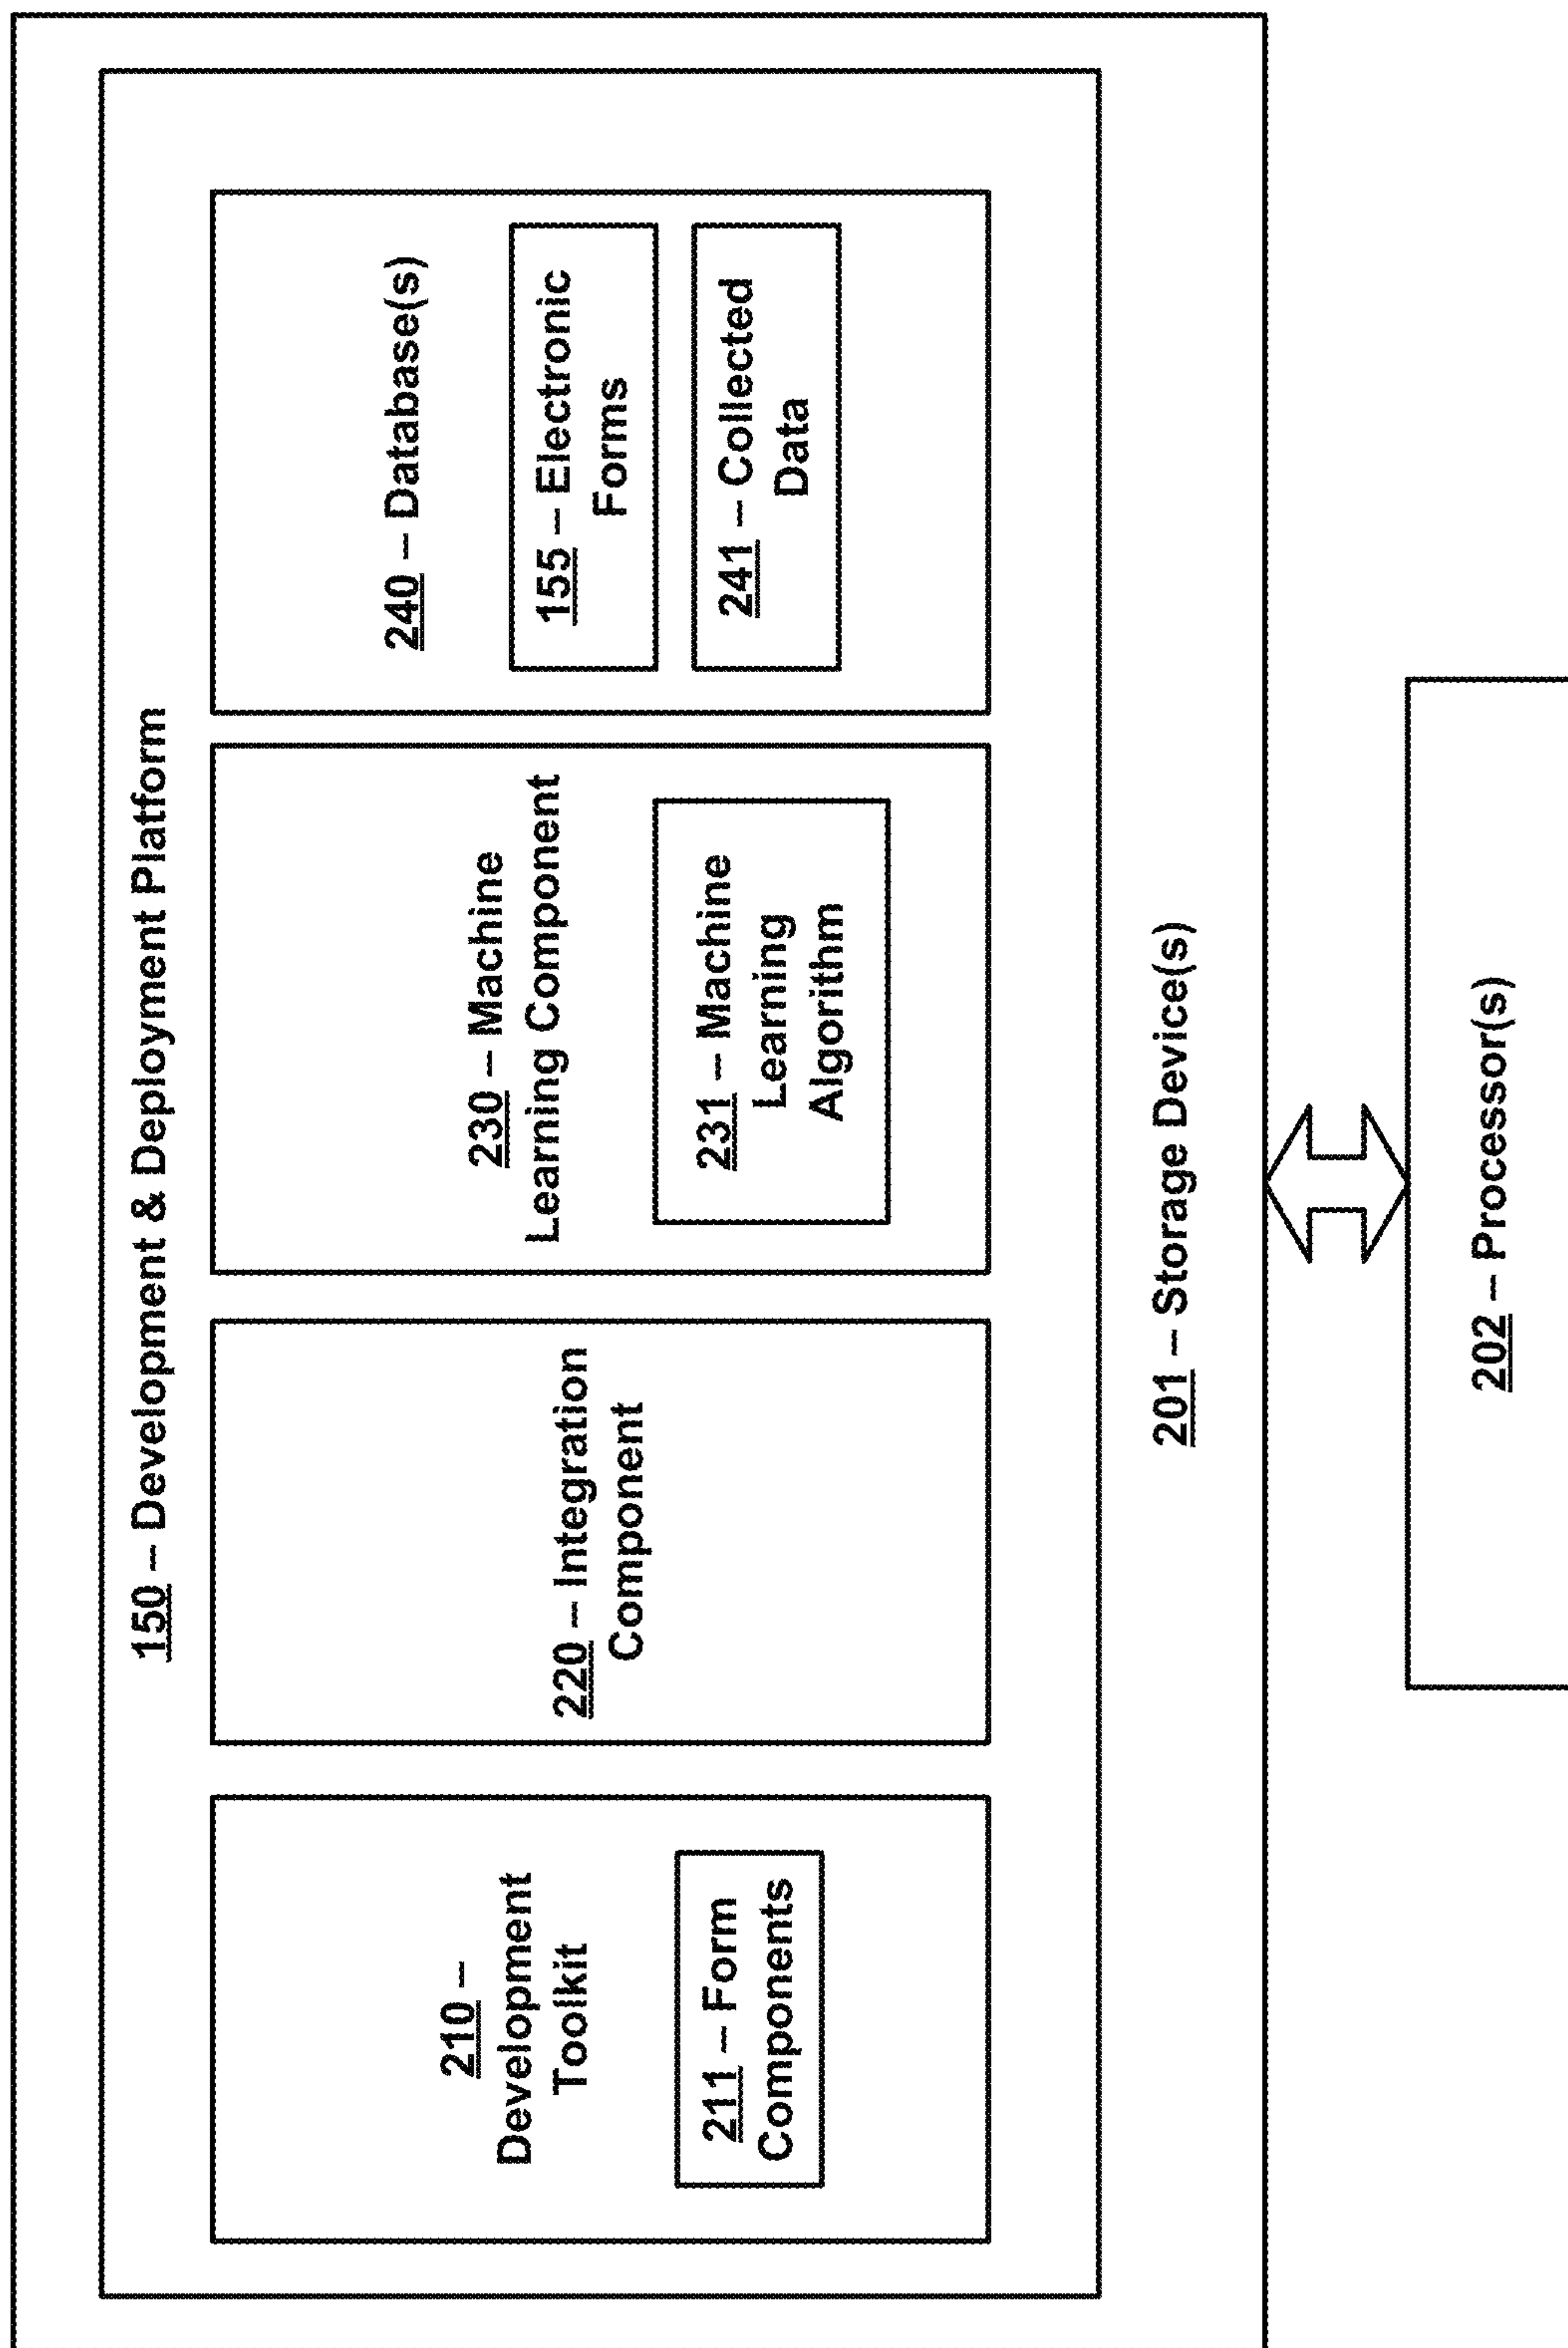 150 – Development & Deployment Platform
210 –
Development
Toolkit
211 – Form
Components
220 – Integration
Component
230 – Machine
Learning Component
231 – Machine
Learning
Algorithm
240 – Database(s)
155 – Electronic
Forms
241 – Collected
Data
201 – Storage Device(s)
202 – Processor(s)